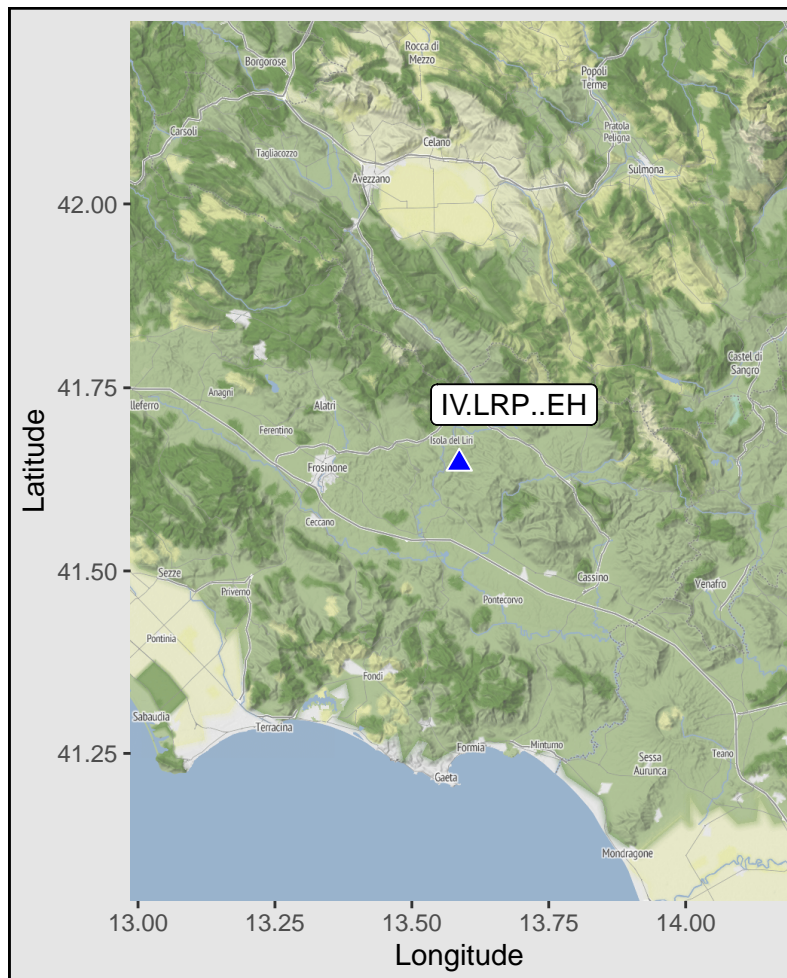 Rocca di
Mezzo
Borgorose
Popoli
Terme
Carsoli
Pratola
Peligna
Celano
Tagliacozzo
Sulmona
Avezzano
42.00
Castel di
Sangro
41.75
Anagni
lleferro
Alatri
IV.LRP..EH
Ferentino
Isola del Liri
Frosinone
Ceccano
Latitude
41.50
Sezze
Cassino
Venafro
Priverno
Pontecorvo
Pontinia
Fondi
Sabaudia
Terracina
41.25
Formia
Minturno
Teano
Sessa
Aurunca
Gaeta
Mondragone
13.00
13.25
13.50
13.75
14.00
Longitude